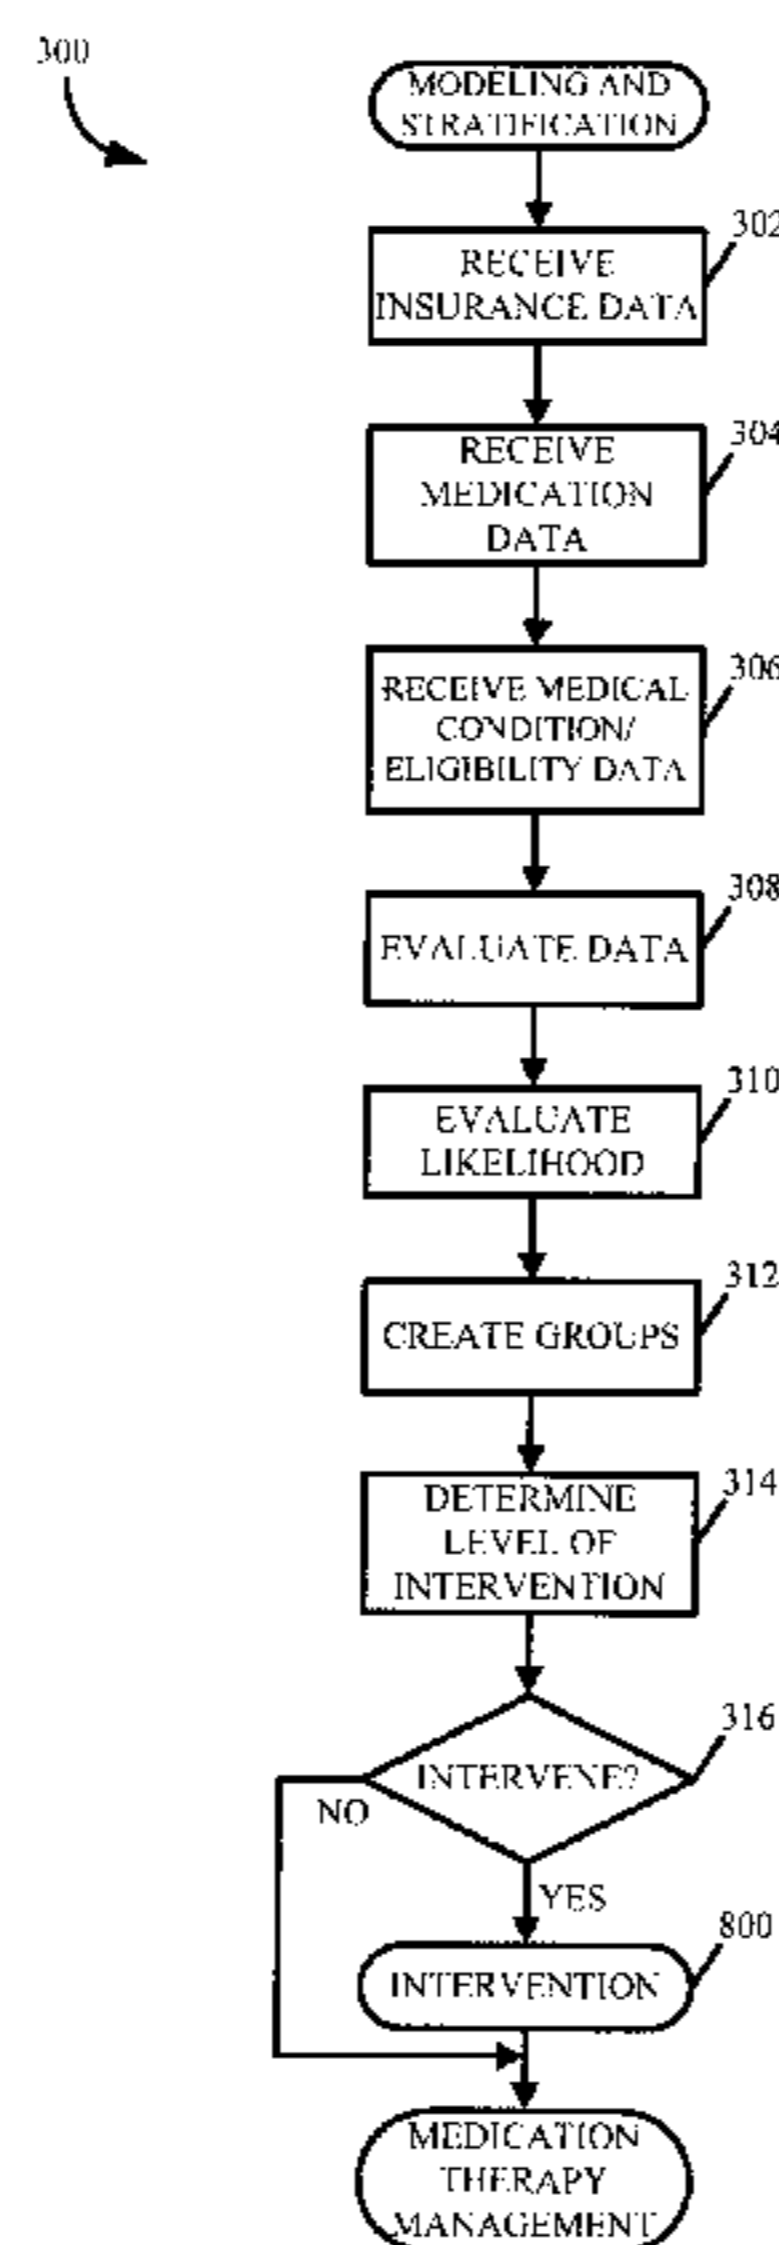 300
MODELING AND
STRATIFICATION
302
RECEIVE
INSURANCE DATA
304
RECEIVE
MEDICATION
DATA
306
RECEIVE MEDICAL
CONDITION/
ELIGIBILITY DATA
308
EVALUATE DATA
310
EVALUATE
LIKELIHOOD
312
CREATE GROUPS
314
DETERMINE
LEVEL OF
INTERVENTION
316
INTERVENE?
NO
YES
800
INTERVENTION
MEDICATION
THERAPY
MANAGEMENT